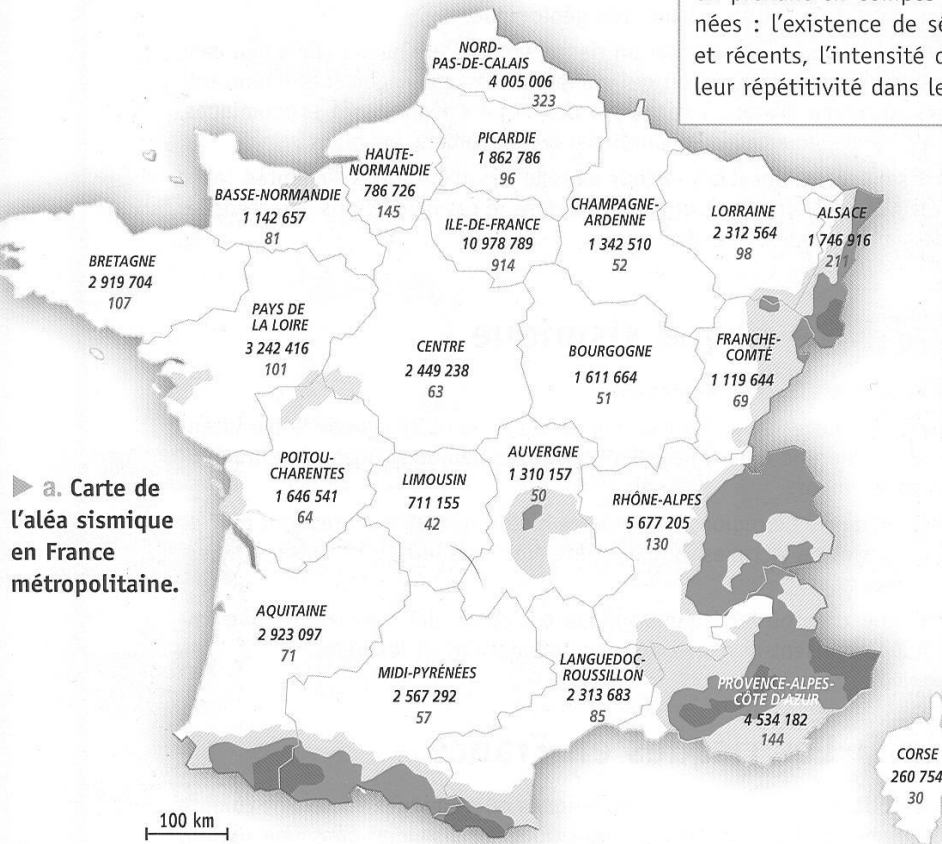 nées : l'existence de sé
et récents, l'intensité d
leur répétitivité dans le
NORD-
PAS-DE-CALAIS
4 005 006
323
PICARDIE
1 862 786
96
HAUTE-
NORMANDIE
786 726
145
BASSE-NORMANDIE
1 142 657
81
ILE-DE-FRANCE
10 978 789
914
CHAMPAGNE-
ARDENNE
1 342 510
52
LORRAINE
2 312 564
98
ALSACE
1 746 916
211
BRETAGNE
2 919 704
107
PAYS DE
LA LOIRE
3 242 416
101
CENTRE
2 449 238
63
BOURGOGNE
1 611 664
51
FRANCHE-
COMTÉ
1 119 644
69
POITOU-
CHARENTES
1 646 541
64
LIMOUSIN
711 155
42
AUVERGNE
1 310 157
50
RHÔNE-ALPES
5 677 205
130
a. Carte de
l'aléa sismique
en France
métropolitaine.
AQUITAINE
2 923 097
71
MIDI-PYRÉNÉES
2 567 292
57
LANGUEDOC-
ROUSSILLON
2 313 683
85
PROVENCE-ALPES-
CÔTE D'AZUR
4 534 182
144
CORSE
260 754
30
100 km